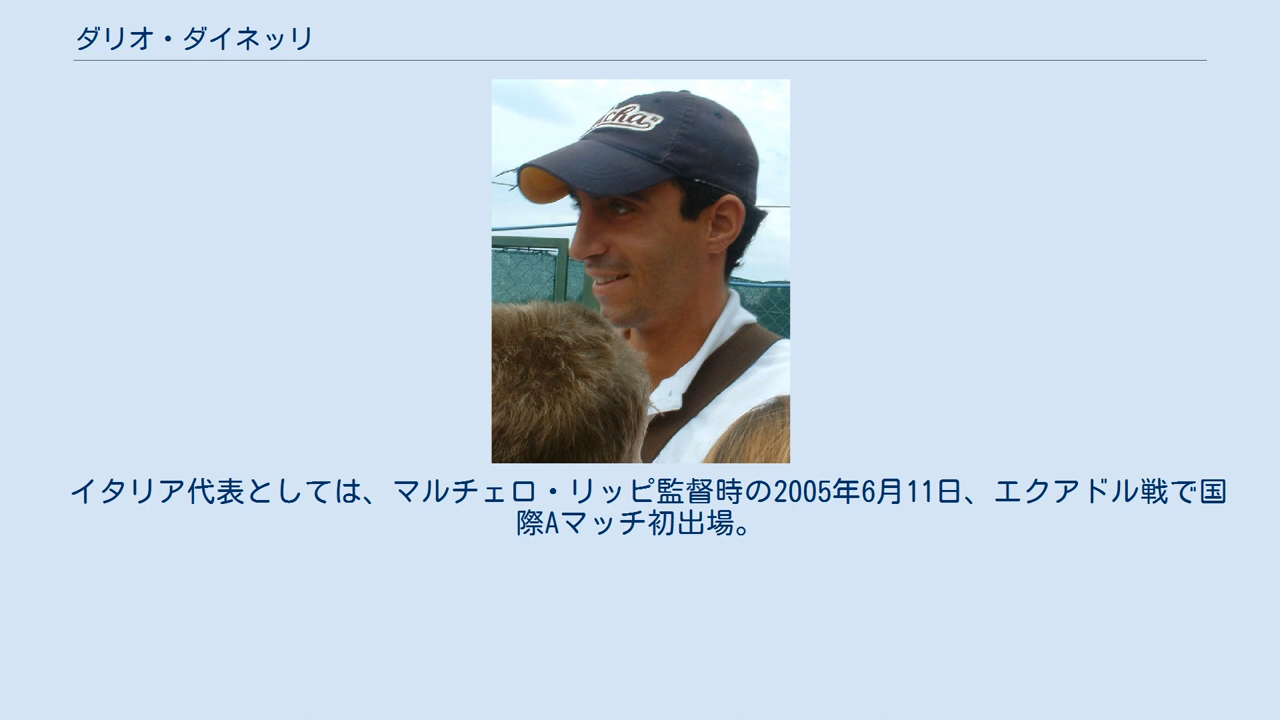 ダリオ・ダイネッリ
イタリア代表としては、マルチェロ・リッピ監督時の2005年6月11日、エクアドル戦で国
際Aマッチ初出場。